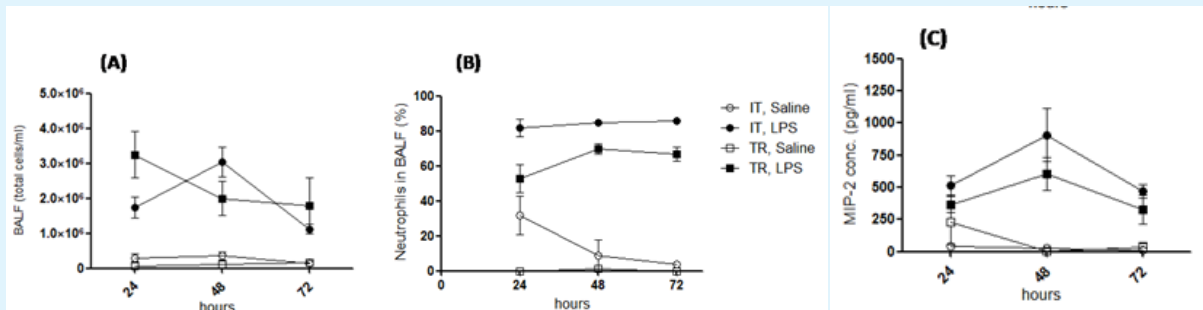 (A)
BALF (total cells/ml)
5.0×10⁶
4.0×10⁶
3.0×10⁶
2.0×10⁶
1.0×10⁶
0
24
48
72
hours
(B)
Neutrophils in BALF (%)
100
80
60
40
20
0
0
24
48
72
hours
IT, Saline
IT, LPS
TR, Saline
TR, LPS
(C)
MIP-2 conc. (pg/ml)
1500
1250
1000
750
500
250
0
24
48
72
hours